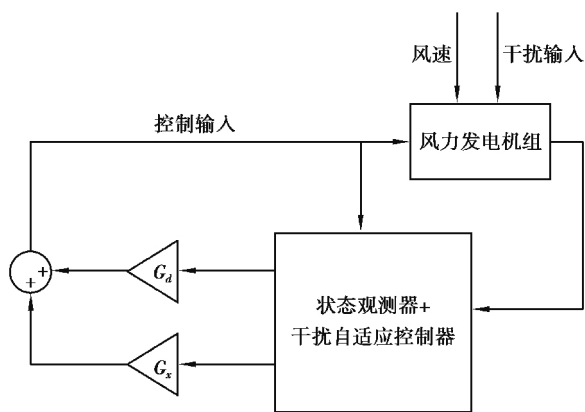 风速 干扰输入
控制输入
风力发电机组
+
+
G_d
状态观测器+
干扰自适应控制器
G_x